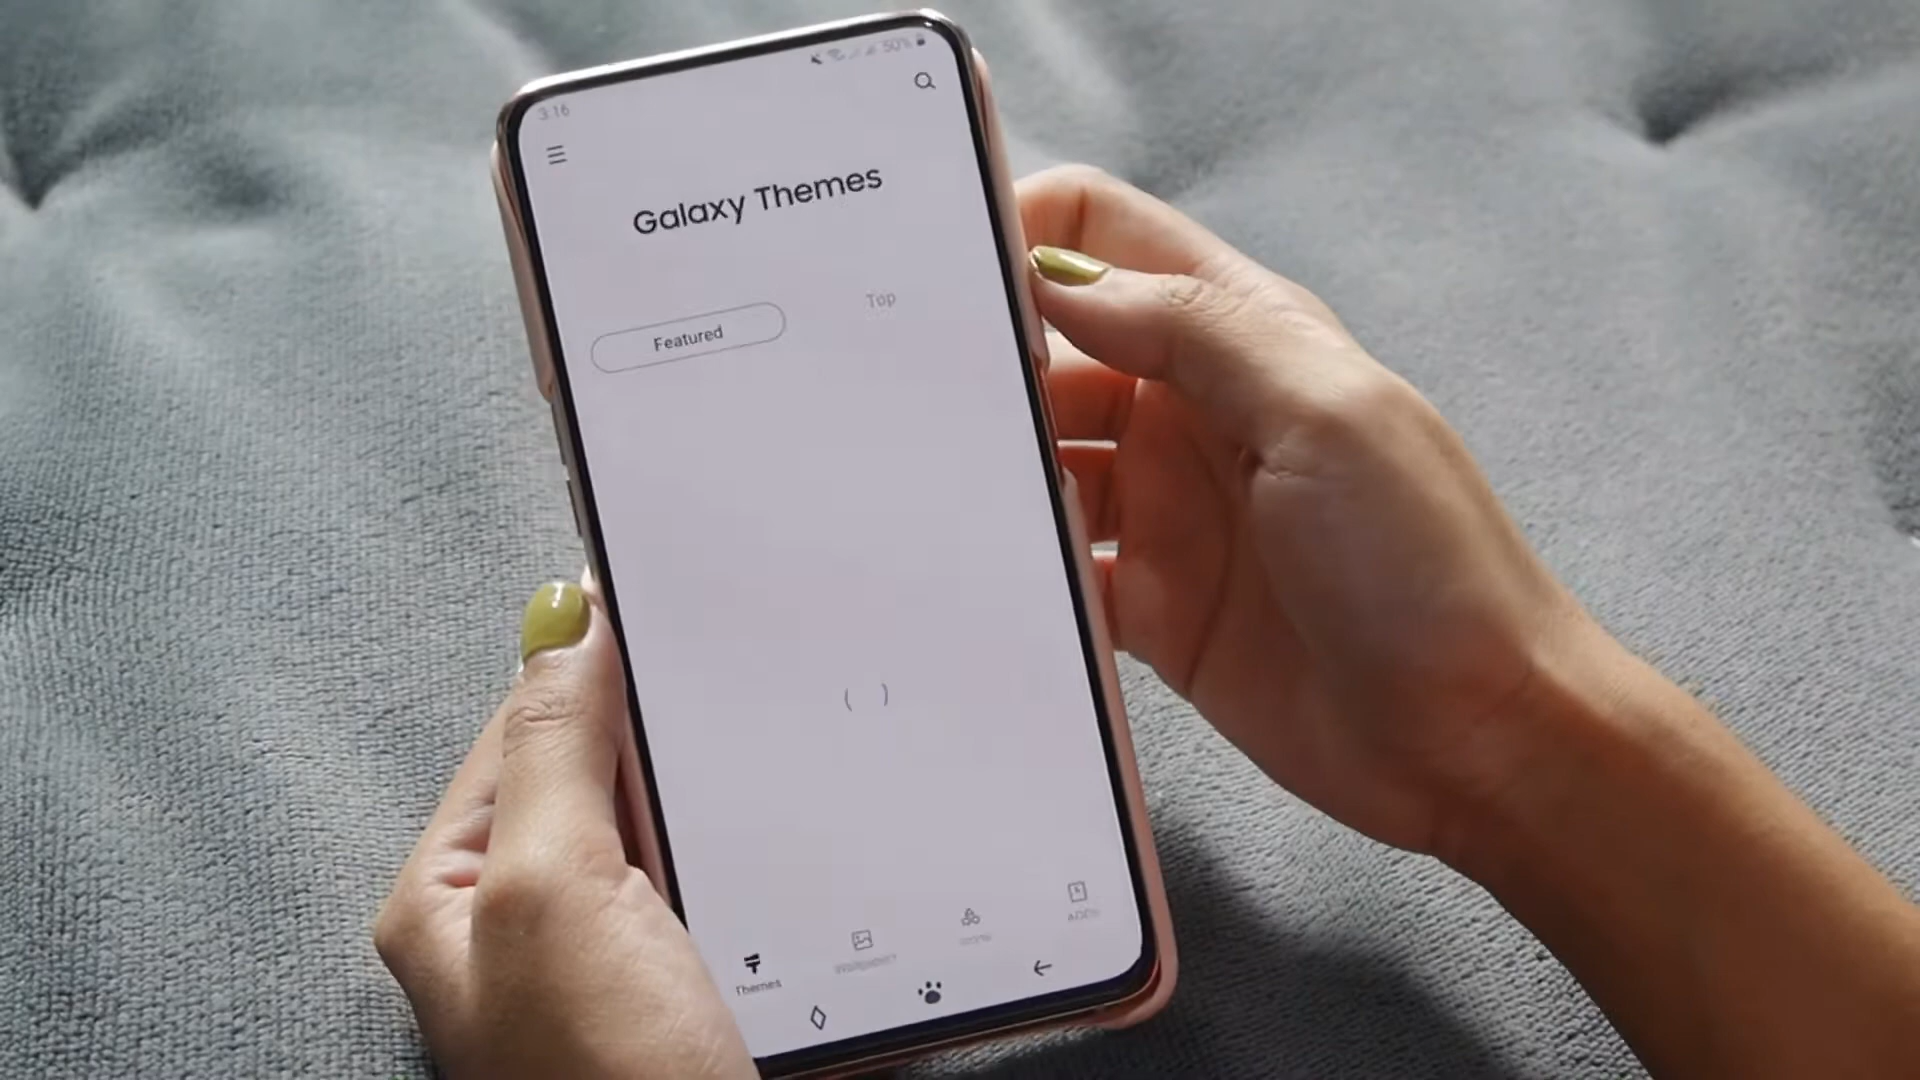 3:16
50%
Galaxy Themes
Featured
Top
Themes